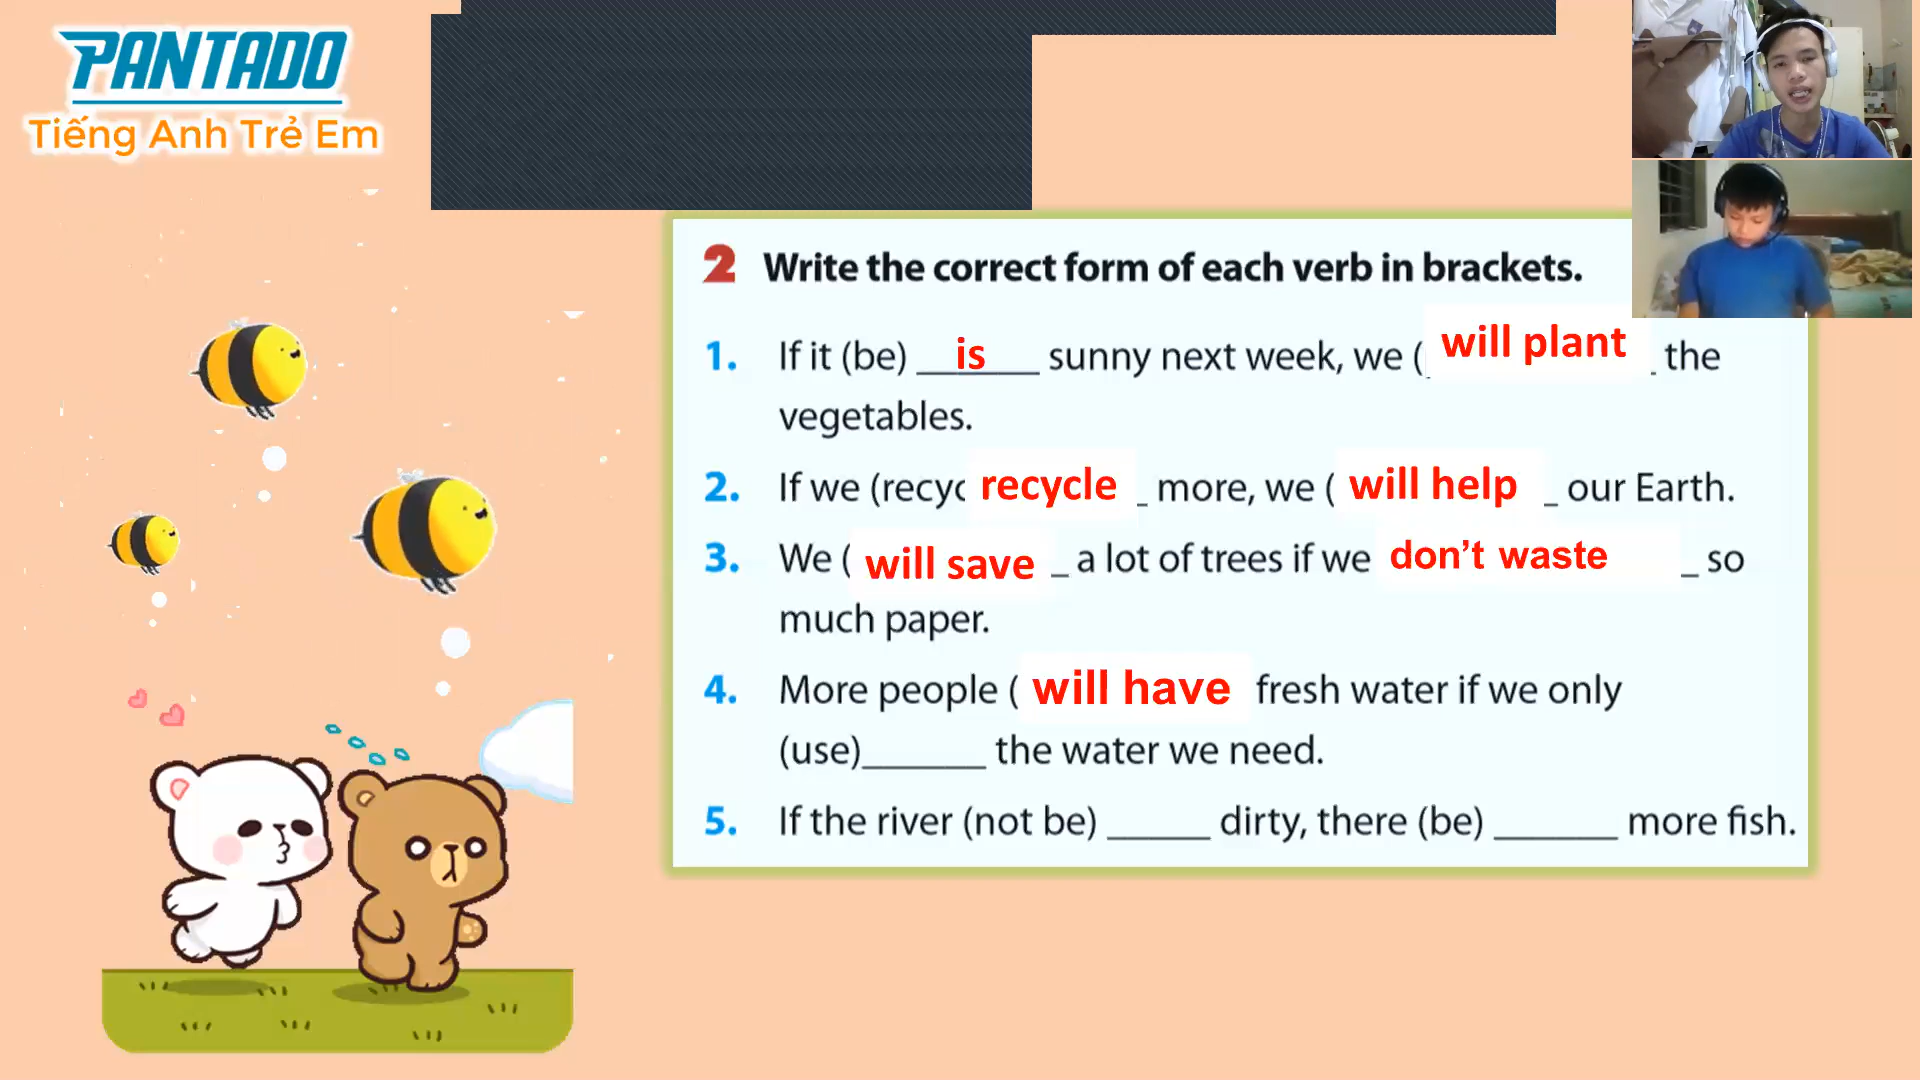 PANTADO
Tiếng Anh Trẻ Em
2 Write the correct form of each verb in brackets.
1. If it (be) ______ is sunny next week, we ( will plant _ the
vegetables.
2. If we (recyc recycle _ more, we ( will help _ our Earth.
3. We ( will save _ a lot of trees if we don’t waste _ so
much paper.
4. More people ( will have fresh water if we only
(use)______ the water we need.
5. If the river (not be) _____ dirty, there (be) ______ more fish.